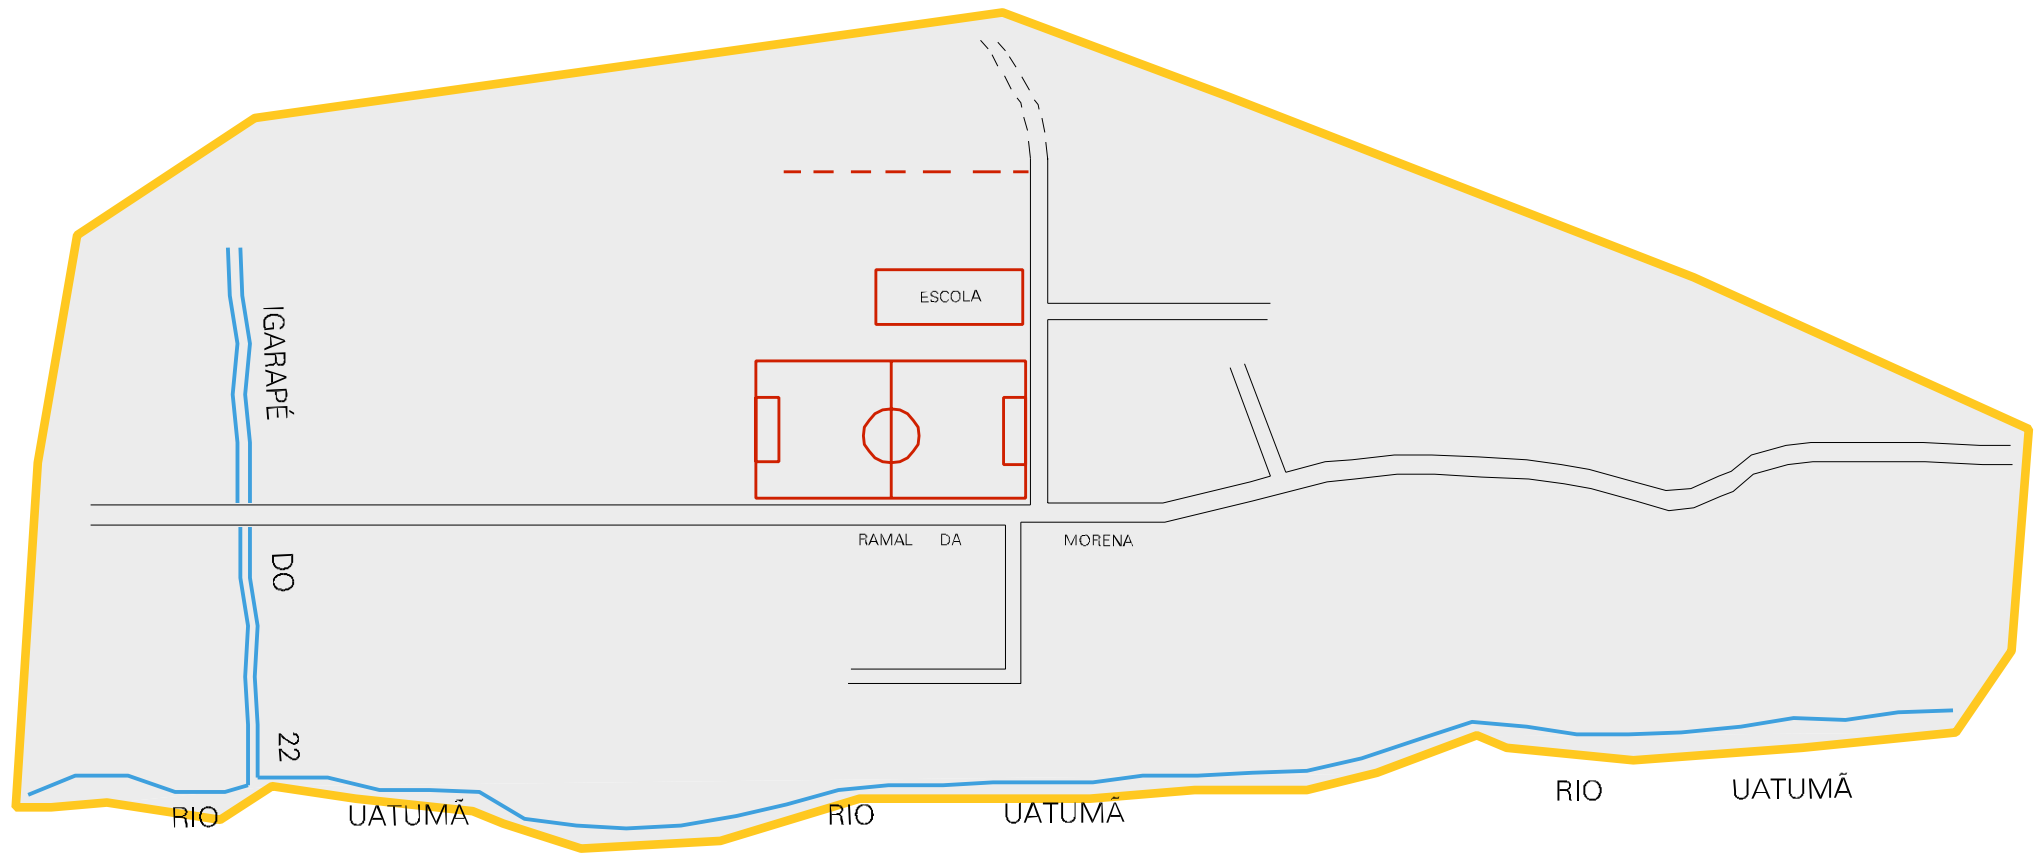 ESCOLA
IGARAPÉ DO 22
RAMAL DA MORENA
RIO UATUMÃ RIO UATUMÃ RIO UATUMÃ